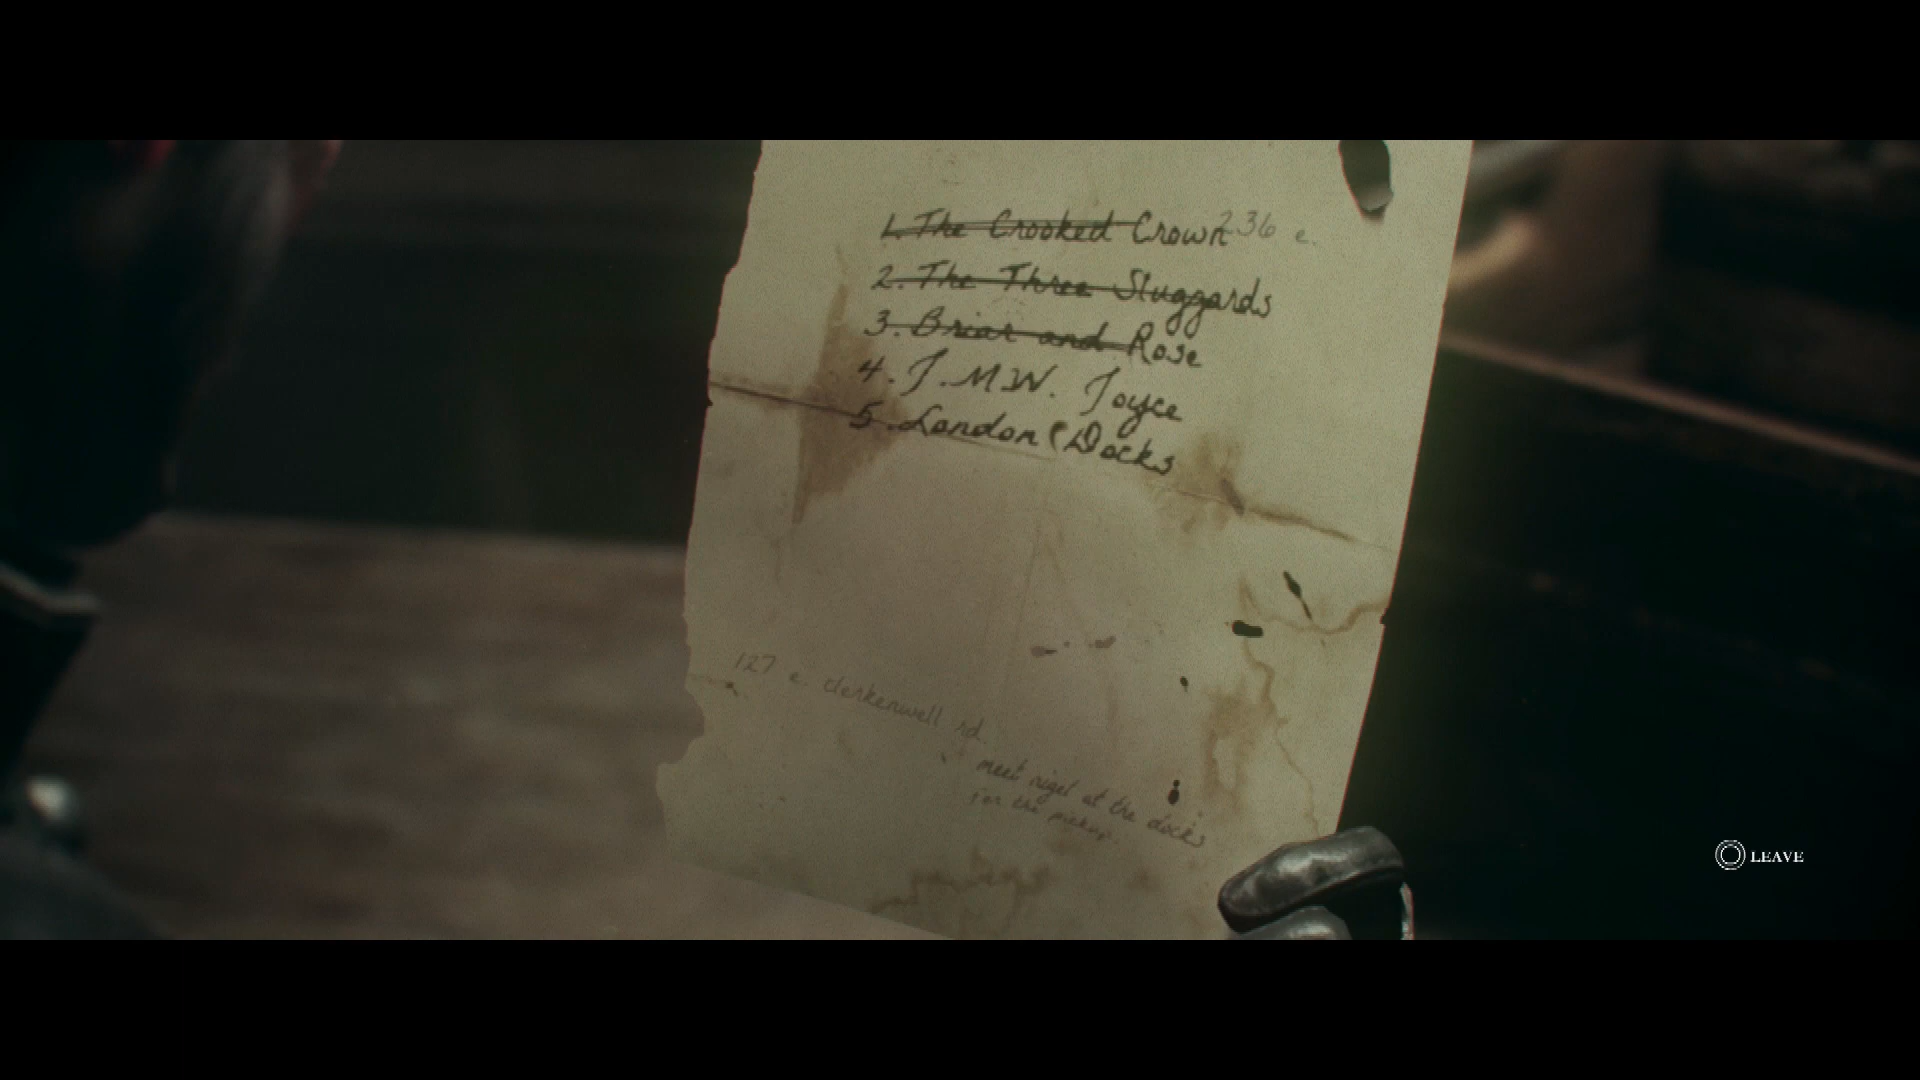 1. The Crooked Crown 236 e.
2. The Three Sluggards
3. Briar and Rose
4. J.M.W. Joyce
5. London Docks
127 e. clerkenwell rd.
meet nigel at the docks
for the pickup.
LEAVE